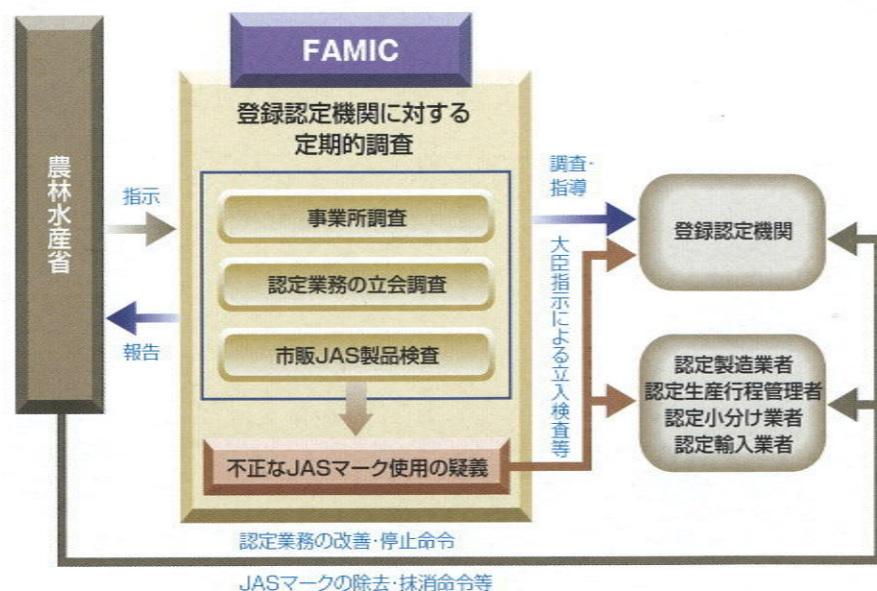 FAMIC
登録認定機関に対する
定期的調査
農林水産省
指示
報告
事業所調査
認定業務の立会調査
市販JAS製品検査
不正なJASマーク使用の疑義
調査・
指導
大臣指示による立入検査等
登録認定機関
認定製造業者
認定生産行程管理者
認定小分け業者
認定輸入業者
認定業務の改善・停止命令
JASマークの除去・抹消命令等